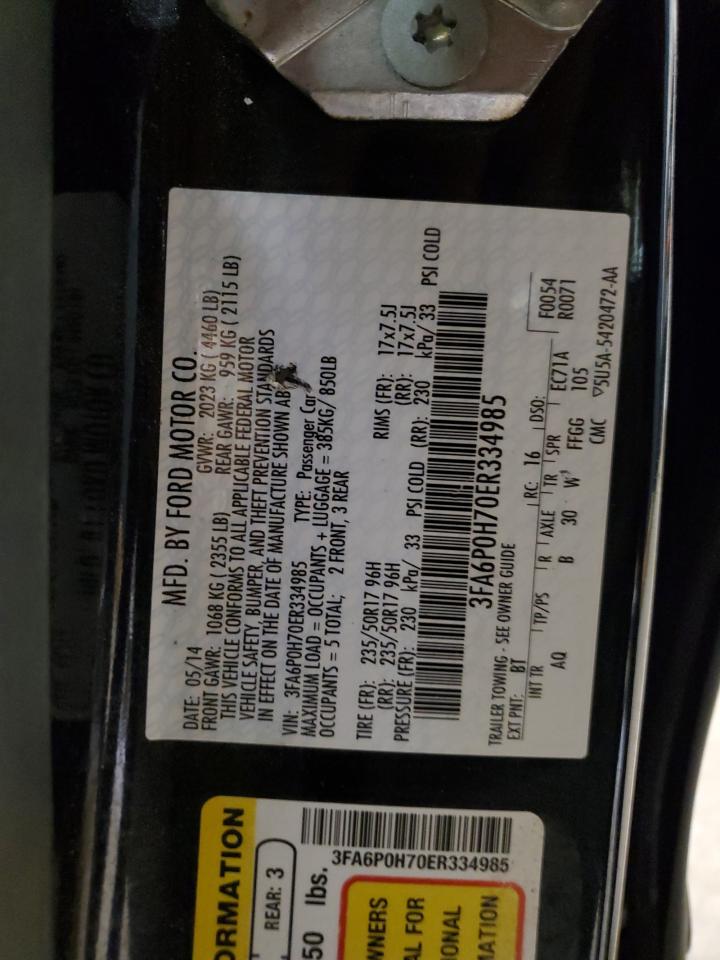 MFD. BY FORD MOTOR CO.
DATE: 05/14 GVWR: 2023 KG ( 4460 LB)
FRONT GAWR: 1068 KG ( 2355 LB) REAR GAWR: 959 KG ( 2115 LB)
THIS VEHICLE CONFORMS TO ALL APPLICABLE FEDERAL MOTOR
VEHICLE SAFETY, BUMPER, AND THEFT PREVENTION STANDARDS
IN EFFECT ON THE DATE OF MANUFACTURE SHOWN AB
VIN: 3FA6P0H70ER334985 TYPE: Passenger Car
MAXIMUM LOAD = OCCUPANTS + LUGGAGE = 385KG/ 850LB
OCCUPANTS = 5 TOTAL; 2 FRONT, 3 REAR
TIRE (FR): 235/50R17 96H RIMS (FR): 17x7.5J
(RR): 235/50R17 96H (RR): 17x7.5J
PRESSURE (FR): 230 kPa/ 33 PSI COLD (RR): 230 kPa/ 33 PSI COLD
3FA6P0H70ER334985
TRAILER TOWING - SEE OWNER GUIDE
EXT PNT: BT RC: 16 DSO: F0054
INT TR TP/PS R AXLE TR SPR EC71A R0071
AQ B 30 W FFGG 105
CMC ▽5U5A-5420472-AA
ORMATION
REAR: 3
50 lbs.
3FA6P0H70ER334985
WNERS
AL FOR
IONAL
MATION